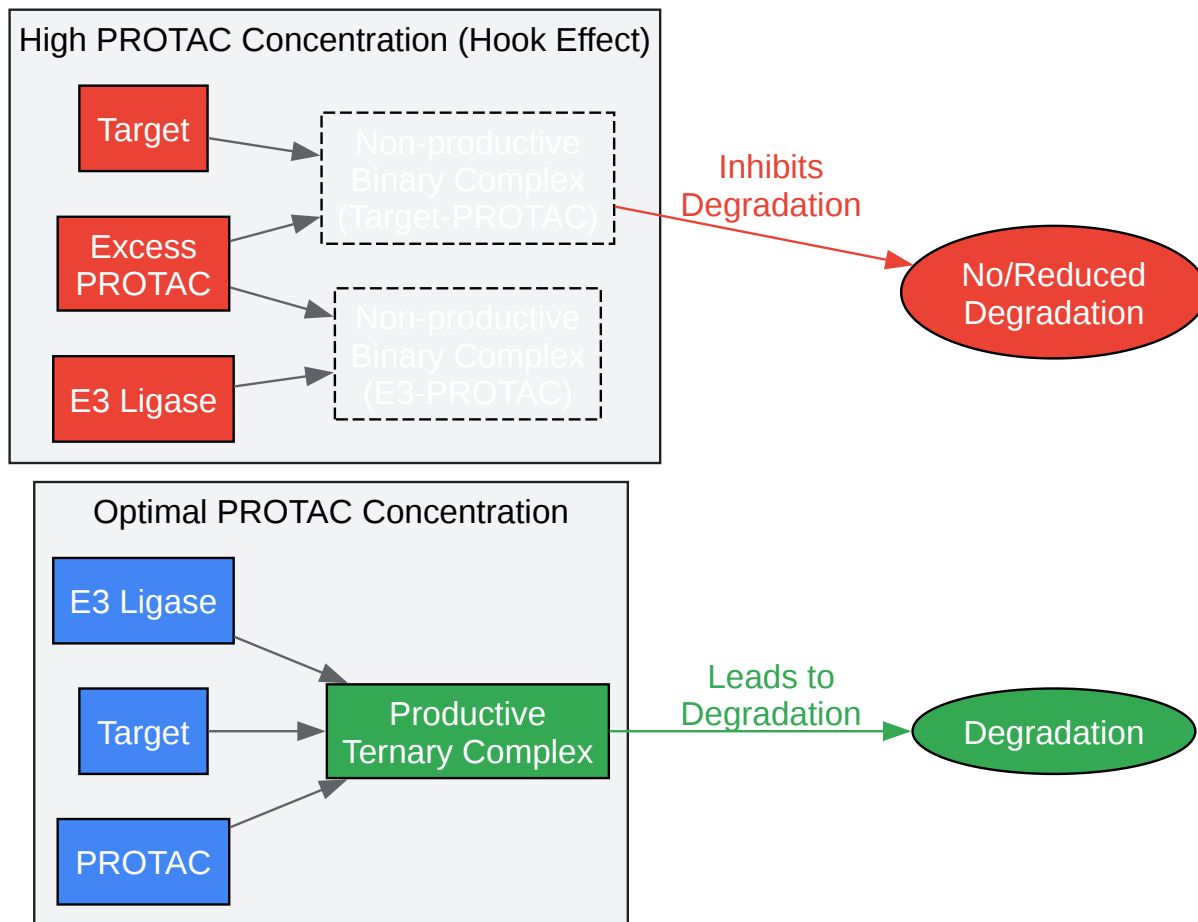 High PROTAC Concentration (Hook Effect)
Target
Non-productive
Binary Complex
(Target-PROTAC)
Inhibits
Degradation
Excess
PROTAC
No/Reduced
Degradation
Non-productive
Binary Complex
(E3-PROTAC)
E3 Ligase
Optimal PROTAC Concentration
E3 Ligase
Target
Productive
Ternary Complex
Leads to
Degradation
Degradation
PROTAC